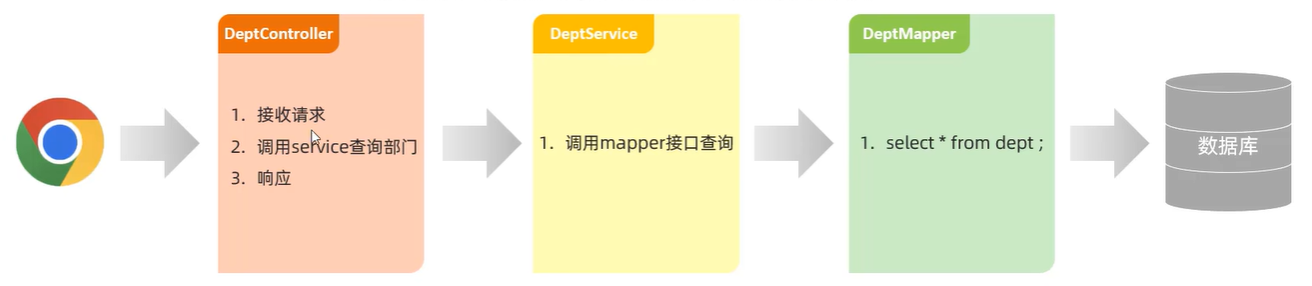 DeptController
1. 接收请求
2. 调用service查询部门
3. 响应
DeptService
1. 调用mapper接口查询
DeptMapper
1. select * from dept ;
数据库